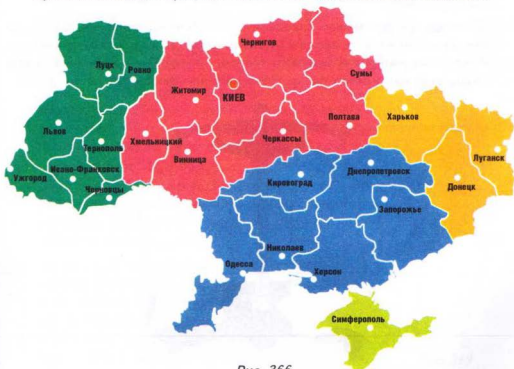 Чернигов
Луцк
Ровно
Сумы
Житомир
КИЕВ
Львов
Тернополь
Хмельницкий
Полтава
Харьков
Черкассы
Винница
Луганск
Ужгород
Ивано-Франковск
Черновцы
Кировоград
Днепропетровск
Донецк
Запорожье
Николаев
Одесса
Херсон
Симферополь
Рис. 366